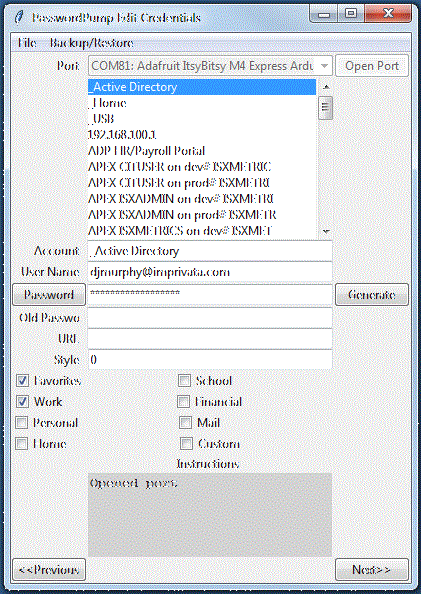 PasswordPump Edit Credentials
File Backup/Restore
Port COM81: Adafruit ItsyBitsy M4 Express Ardu Open Port
_Active Directory
_Home
_USB
192.168.100.1
ADP HR/Payroll Portal
APEX CITUSER on dev# ISXMETRIC
APEX CITUSER on prod# ISXMETRI
APEX ISXADMIN on dev# ISXMETRI
APEX ISXADMIN on prod# ISXMETR
APEX ISXMETRICS on dev# ISXMET
Account _Active Directory
User Name djmurphy@imprivata.com
Password ****************** Generate
Old Passwo
URL
Style 0
Favorites School
Work Financial
Personal Mail
Home Custom
Instructions
Opened port.
<<Previous Next>>